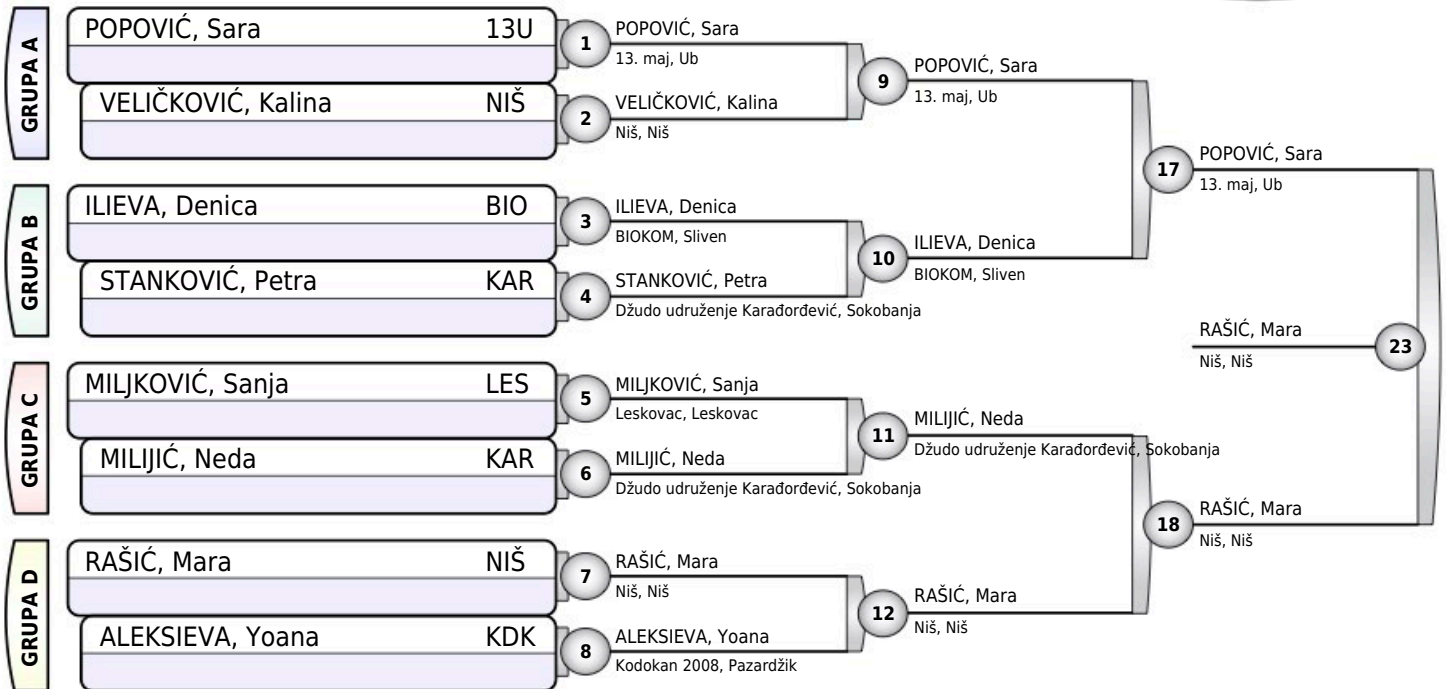 GRUPA A
POPOVIĆ, Sara 13U
VELIČKOVIĆ, Kalina NIŠ
1
POPOVIĆ, Sara
13. maj, Ub
2
VELIČKOVIĆ, Kalina
Niš, Niš
9
POPOVIĆ, Sara
13. maj, Ub
GRUPA B
ILIEVA, Denica BIO
STANKOVIĆ, Petra KAR
3
ILIEVA, Denica
BIOKOM, Sliven
4
STANKOVIĆ, Petra
Džudo udruženje Karađorđević, Sokobanja
10
ILIEVA, Denica
BIOKOM, Sliven
17
POPOVIĆ, Sara
13. maj, Ub
GRUPA C
MILJKOVIĆ, Sanja LES
MILIJIĆ, Neda KAR
5
MILJKOVIĆ, Sanja
Leskovac, Leskovac
6
MILIJIĆ, Neda
Džudo udruženje Karađorđević, Sokobanja
11
MILIJIĆ, Neda
Džudo udruženje Karađorđević, Sokobanja
GRUPA D
RAŠIĆ, Mara NIŠ
ALEKSIEVA, Yoana KDK
7
RAŠIĆ, Mara
Niš, Niš
8
ALEKSIEVA, Yoana
Kodokan 2008, Pazardžik
12
RAŠIĆ, Mara
Niš, Niš
18
RAŠIĆ, Mara
Niš, Niš
RAŠIĆ, Mara
Niš, Niš
23